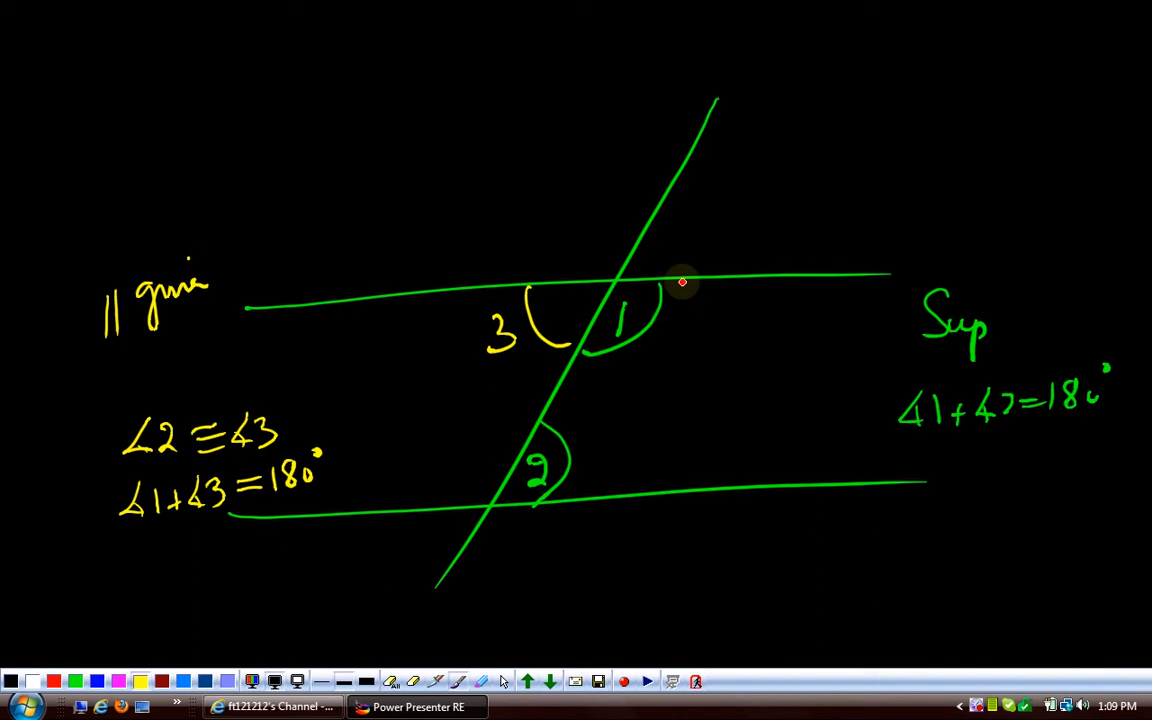 || given
3
1
Sup
∡2 ≅ ∡3
∡1+∡2=180°
2
∡1+∡3=180°
ft121212's Channel -...
Power Presenter RE
1:09 PM